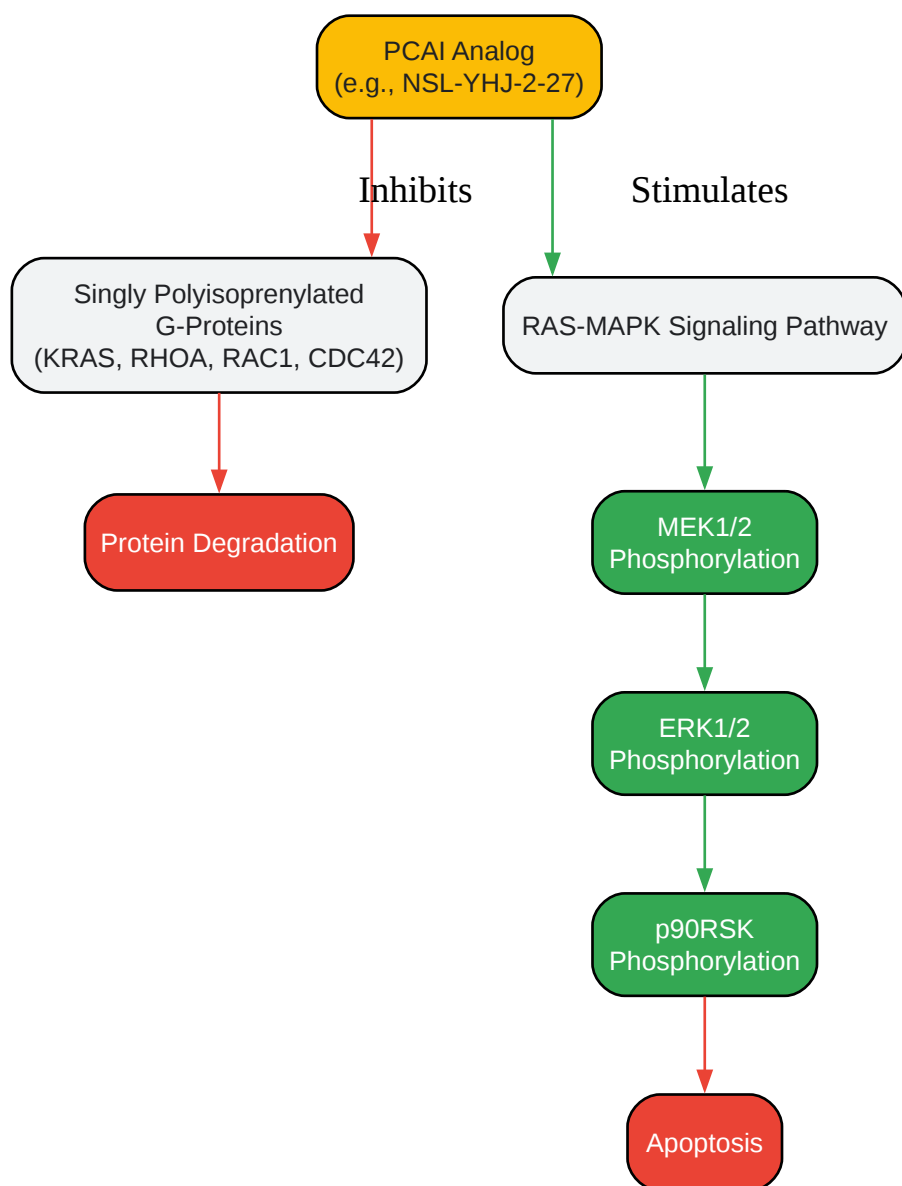 PCAI Analog
(e.g., NSL-YHJ-2-27)
Inhibits
Stimulates
Singly Polyisoprenylated
G-Proteins
(KRAS, RHOA, RAC1, CDC42)
RAS-MAPK Signaling Pathway
Protein Degradation
MEK1/2
Phosphorylation
ERK1/2
Phosphorylation
p90RSK
Phosphorylation
Apoptosis